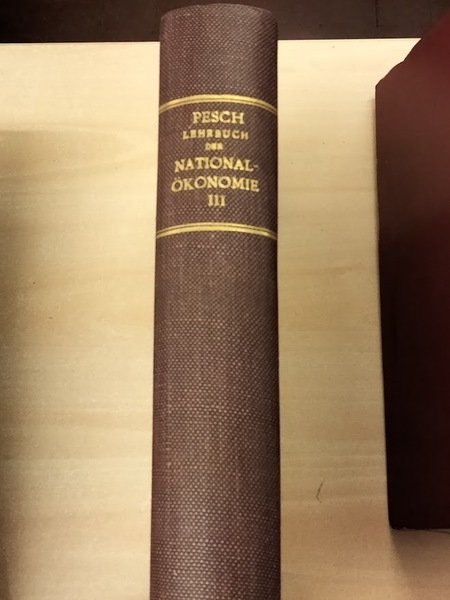 PESCH
LEHRBUCH
DER
NATIONAL-
ÖKONOMIE
III